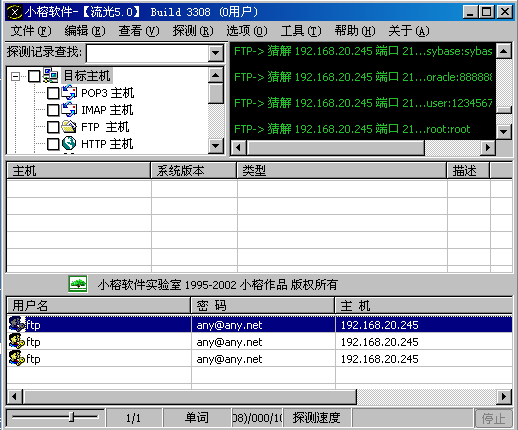 小榕软件-【流光5.0】 Build 3308 (0用户)
文件(F) 编辑(E) 查看(V) 探测(R) 选项(O) 工具(T) 帮助(H) 关于(A)
探测记录查找:
目标主机
POP3 主机
IMAP 主机
FTP 主机
HTTP 主机
FTP-> 猜解 192.168.20.245 端口 21...sybase:sybas
FTP-> 猜解 192.168.20.245 端口 21...oracle:888888
FTP-> 猜解 192.168.20.245 端口 21...user:1234567
FTP-> 猜解 192.168.20.245 端口 21...root:root
主机 系统版本 类型 描述
小榕软件实验室 1995-2002 小榕作品 版权所有
用户名 密 码 主 机
ftp any@any.net 192.168.20.245
ftp any@any.net 192.168.20.245
ftp any@any.net 192.168.20.245
1/1 单词 08)/000/10 探测速度 停止